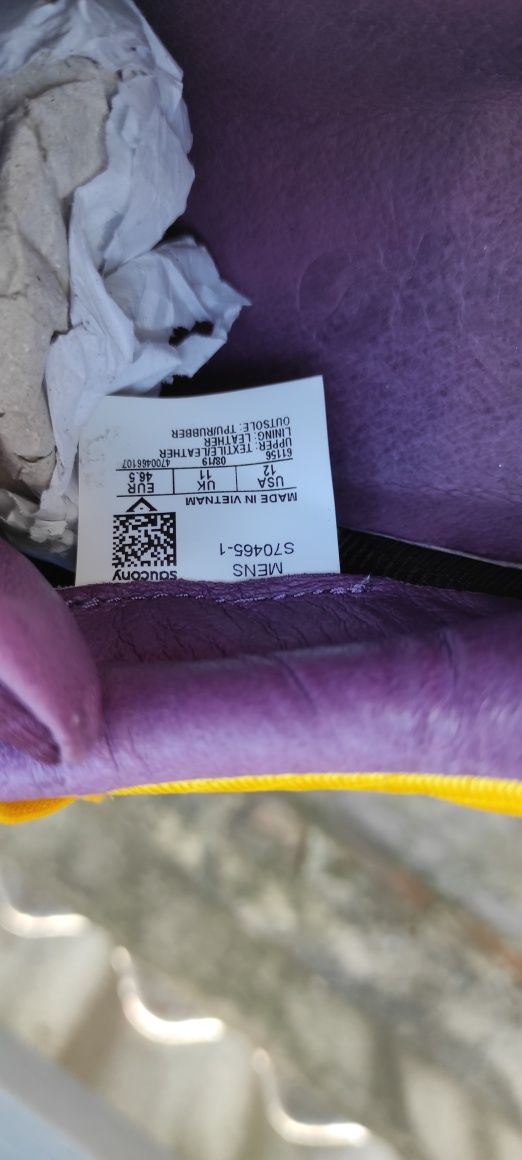 MENS saucony
S70465-1
MADE IN VIETNAM
USA UK EUR
12 11 46.5
61156 08/19 4700466107
UPPER: TEXTILE/LEATHER
LINING: LEATHER
OUTSOLE: TPU/RUBBER